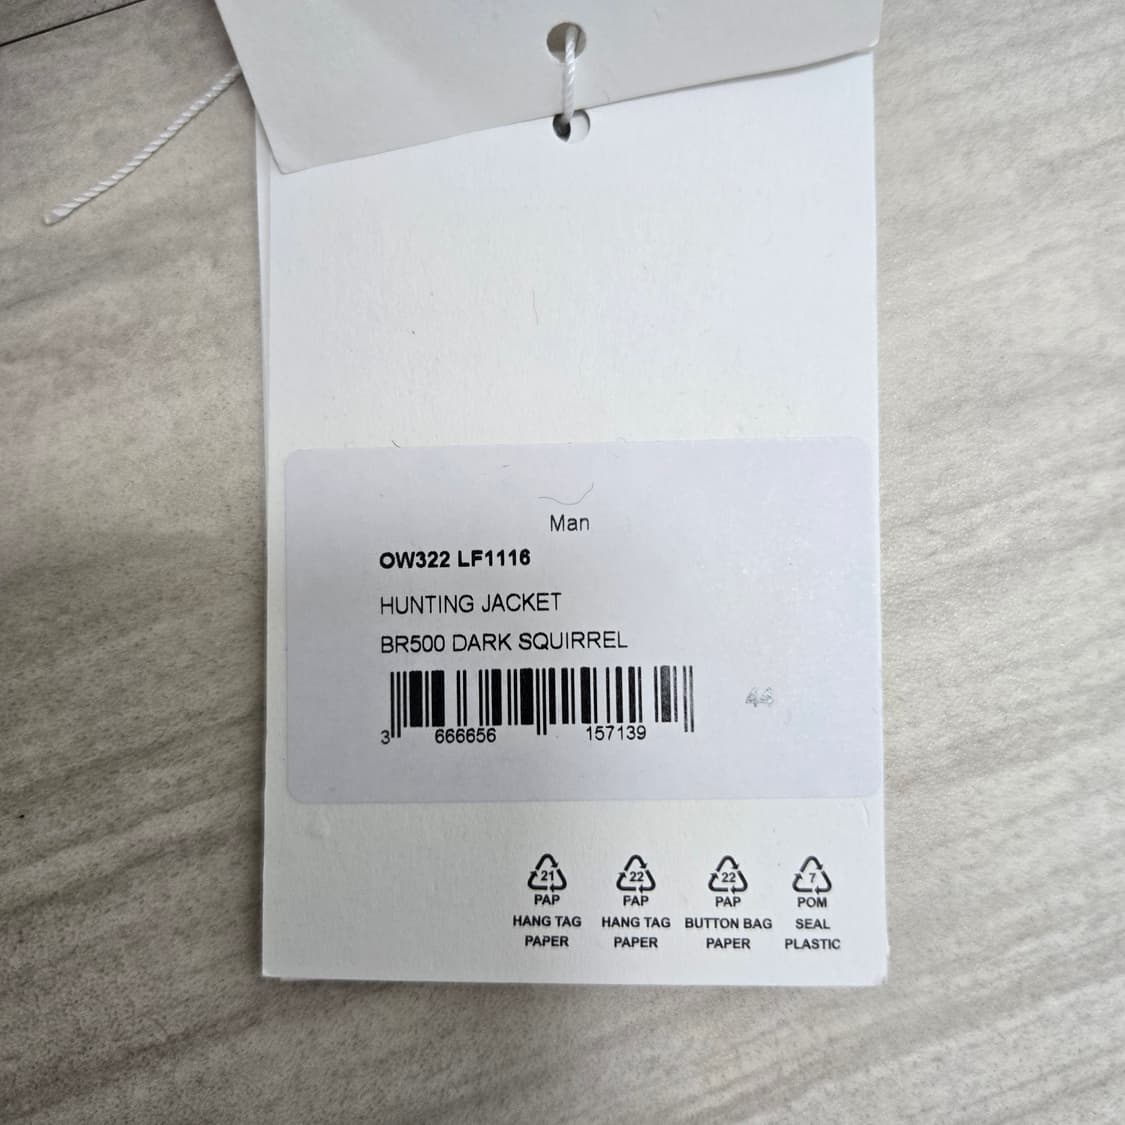 Man
OW322 LF1116
HUNTING JACKET
BR500 DARK SQUIRREL
3 666656 157139
21 22 22 7
PAP PAP PAP POM
HANG TAG HANG TAG BUTTON BAG SEAL
PAPER PAPER PAPER PLASTIC